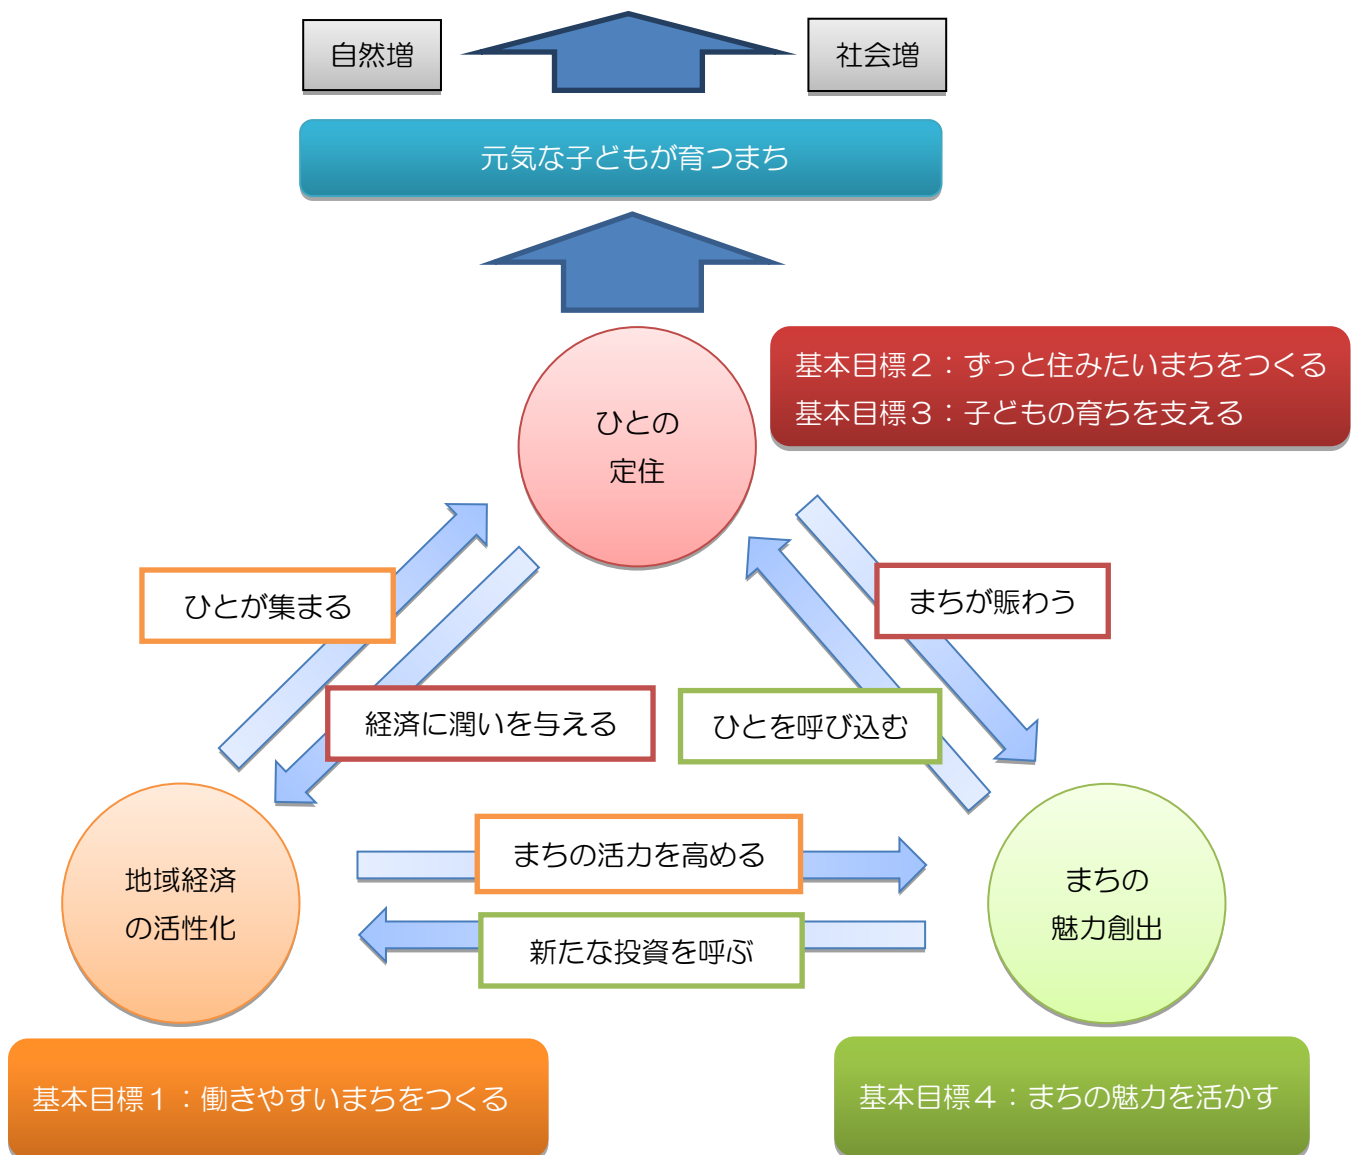 自然増
社会増
元気な子どもが育つまち
基本目標２：ずっと住みたいまちをつくる
基本目標３：子どもの育ちを支える
ひとの
定住
ひとが集まる
まちが賑わう
経済に潤いを与える
ひとを呼び込む
まちの活力を高める
地域経済
の活性化
まちの
魅力創出
新たな投資を呼ぶ
基本目標１：働きやすいまちをつくる
基本目標４：まちの魅力を活かす